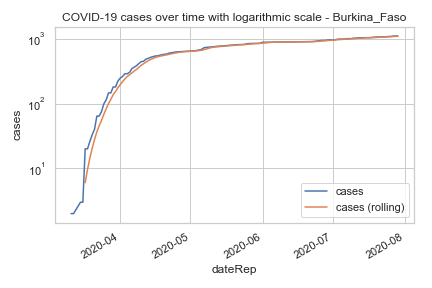 COVID-19 cases over time with logarithmic scale - Burkina_Faso
10³
10²
10¹
cases
2020-04
2020-05
2020-06
2020-07
2020-08
dateRep
cases
cases (rolling)